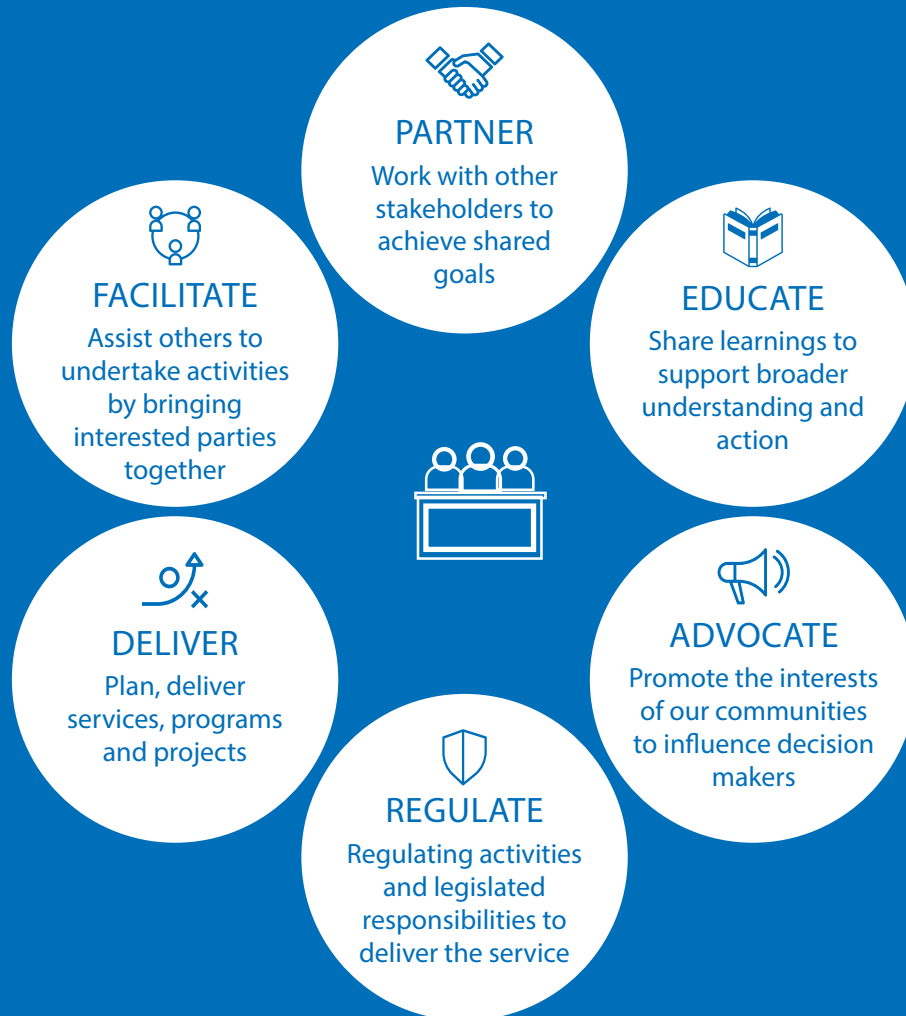 PARTNER
Work with other
stakeholders to
achieve shared
goals
FACILITATE
Assist others to
undertake activities
by bringing
interested parties
together
EDUCATE
Share learnings to
support broader
understanding and
action
DELIVER
Plan, deliver
services, programs
and projects
ADVOCATE
Promote the interests
of our communities
to influence decision
makers
REGULATE
Regulating activities
and legislated
responsibilities to
deliver the service